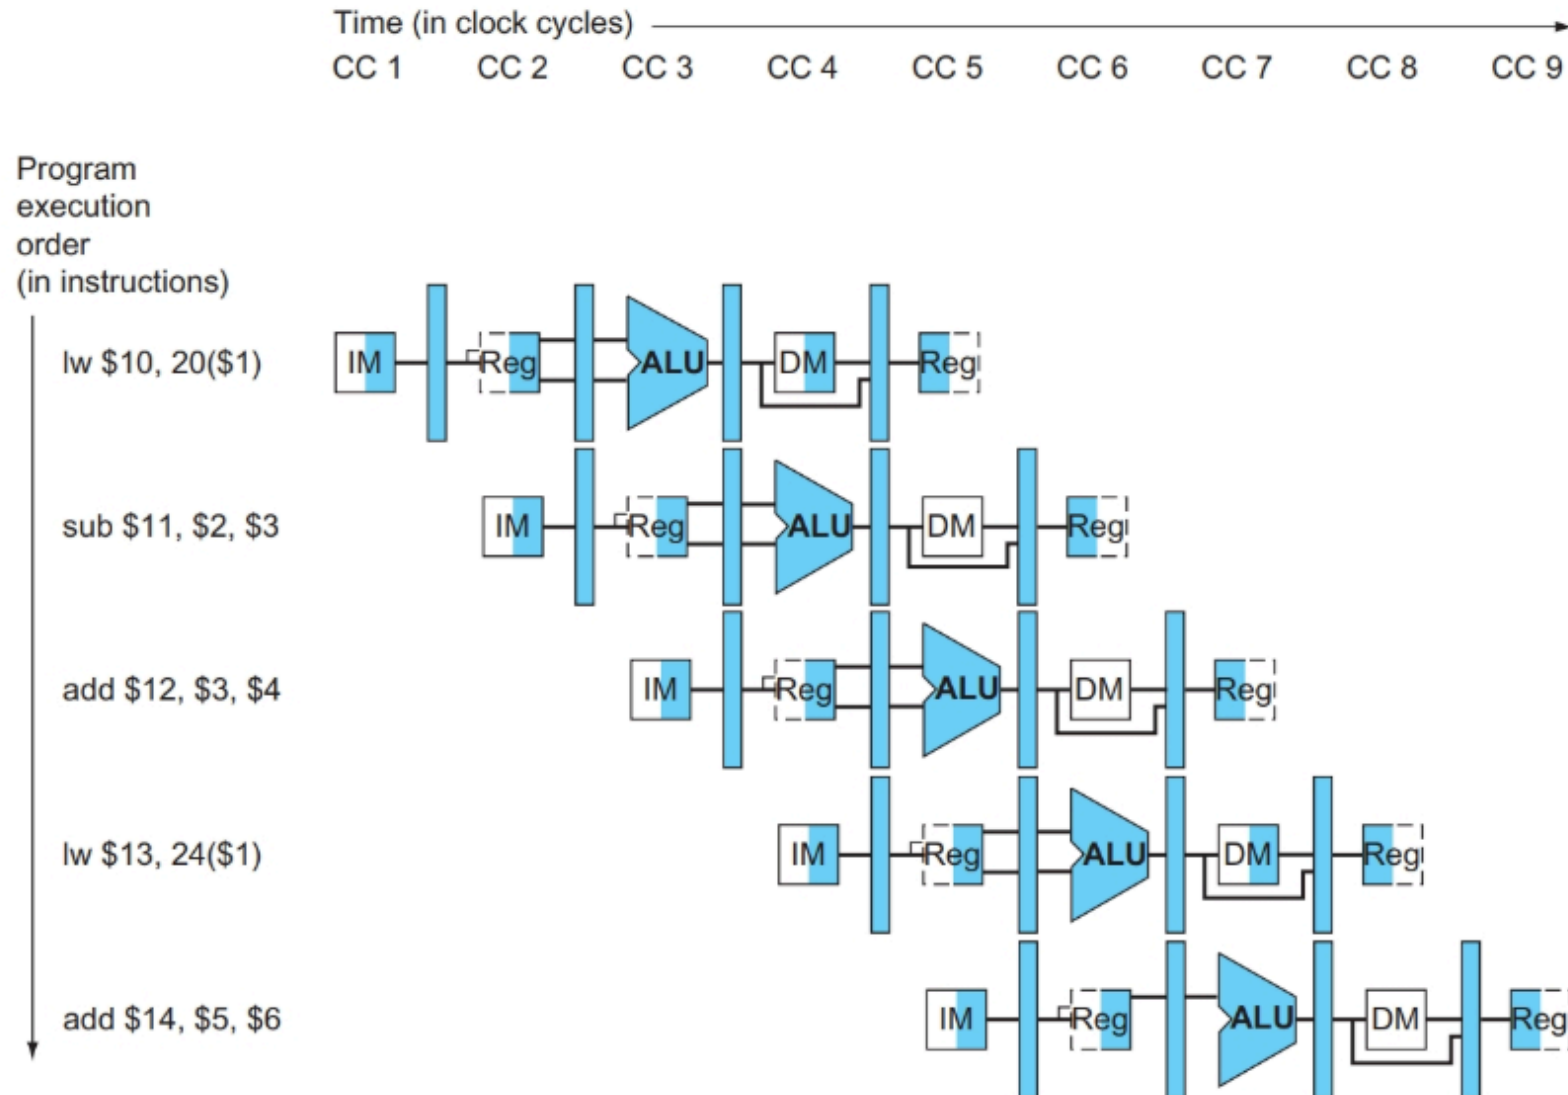 Time (in clock cycles)
CC 1 CC 2 CC 3 CC 4 CC 5 CC 6 CC 7 CC 8 CC 9
Program
execution
order
(in instructions)
lw $10, 20($1) IM Reg ALU DM Reg
sub $11, $2, $3 IM Reg ALU DM Reg
add $12, $3, $4 IM Reg ALU DM Reg
lw $13, 24($1) IM Reg ALU DM Reg
add $14, $5, $6 IM Reg ALU DM Reg